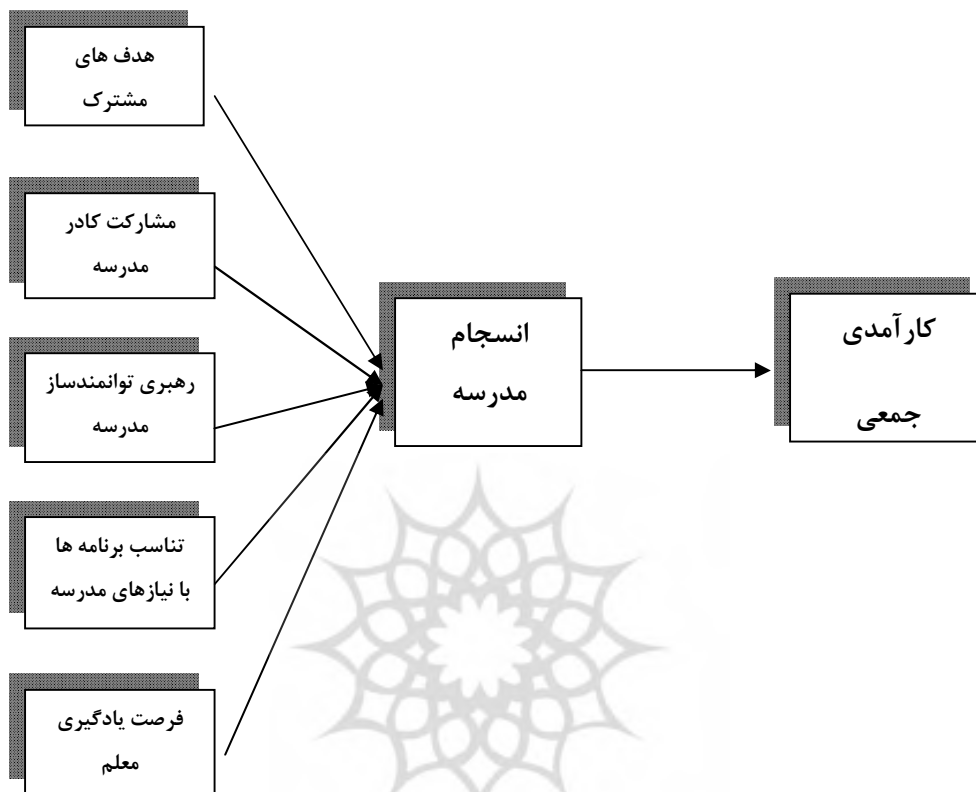 هدف های
مشترک
مشارکت کادر
مدرسه
رهبری توانمندساز
مدرسه
تناسب برنامه ها
با نیازهای مدرسه
فرصت یادگیری
معلم
انسجام
مدرسه
کارآمدی
جمعی